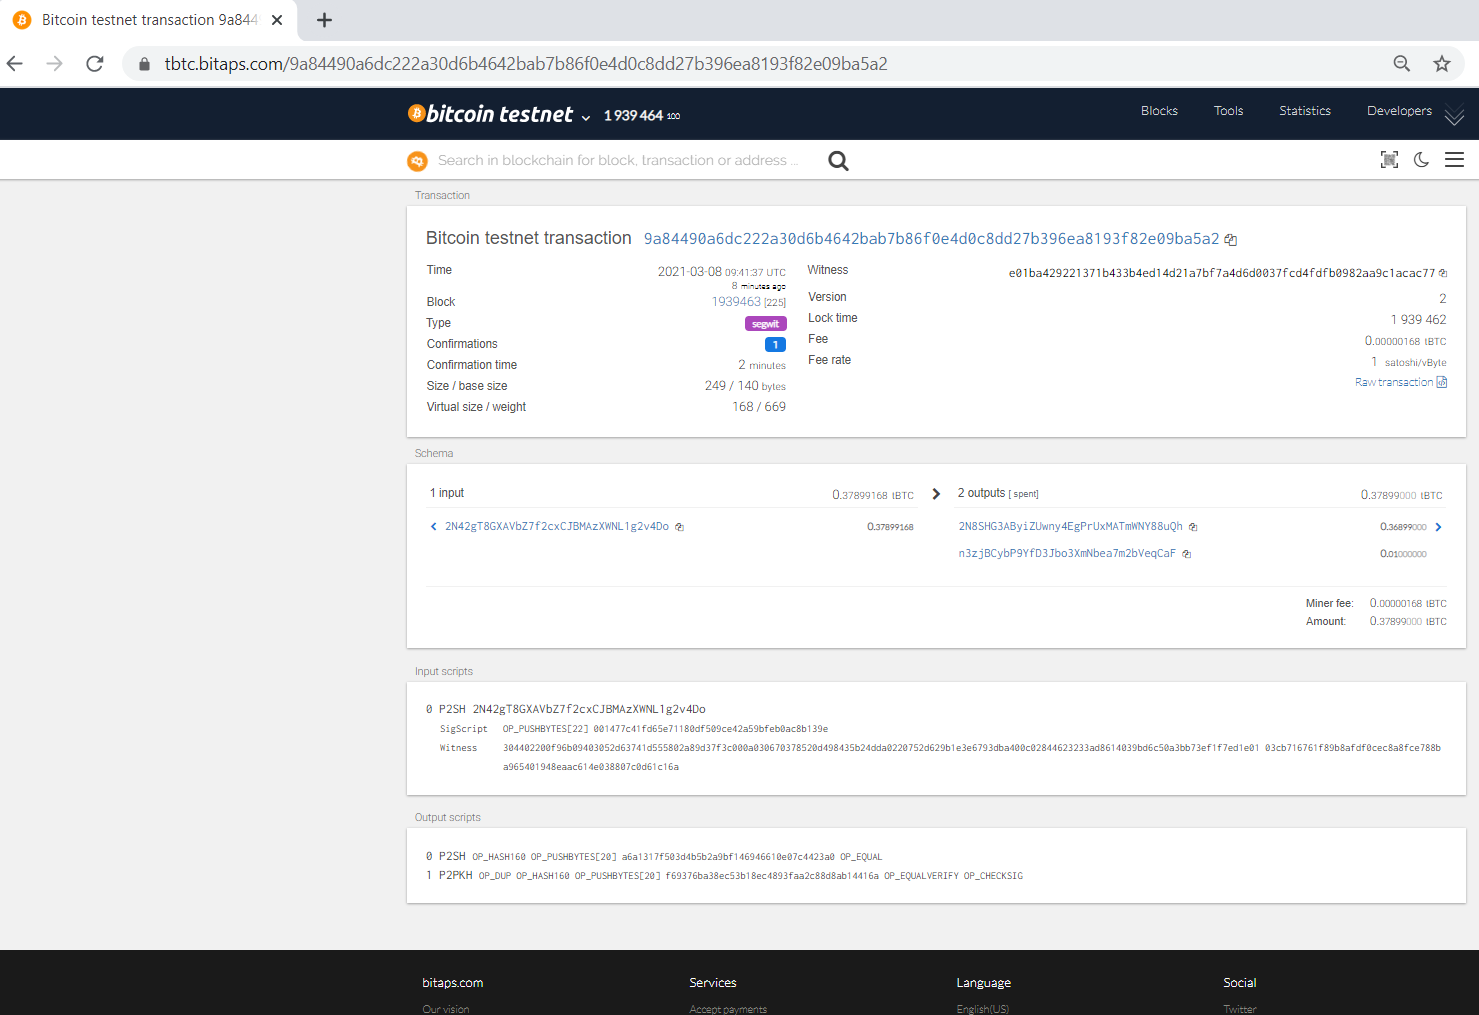 Bitcoin testnet transaction 9a844
tbtc.bitaps.com/9a84490a6dc222a30d6b4642bab7b86f0e4d0c8dd27b396ea8193f82e09ba5a2
bitcoin testnet 1 939 464 100 Blocks Tools Statistics Developers
Search in blockchain for block, transaction or address ...
Transaction
Bitcoin testnet transaction 9a84490a6dc222a30d6b4642bab7b86f0e4d0c8dd27b396ea8193f82e09ba5a2
Time 2021-03-08 09:41:37 UTC
8 minutes ago
Block 1939463 [225]
Type segwit
Confirmations 1
Confirmation time 2 minutes
Size / base size 249 / 140 bytes
Virtual size / weight 168 / 669
Witness e01ba429221371b433b4ed14d21a7bf7a4d6d0037fcd4fdfb0982aa9c1acac77
Version 2
Lock time 1 939 462
Fee 0.00000168 tBTC
Fee rate 1 satoshi/vByte
Raw transaction
Schema
1 input 0.37899168 tBTC
2 outputs [ spent] 0.37899000 tBTC
2N42gT8GXAVbZ7f2cxCJBMAzXWNL1g2v4Do 0.37899168
2N8SHG3AByiZUwny4EgPrUxMATmWNY88uQh 0.36899000
n3zjBCybP9YfD3Jbo3XmNbea7m2bVeqCaF 0.01000000
Miner fee: 0.00000168 tBTC
Amount: 0.37899000 tBTC
Input scripts
0 P2SH 2N42gT8GXAVbZ7f2cxCJBMAzXWNL1g2v4Do
SigScript OP_PUSHBYTES[22] 001477c41fd65e71180df509ce42a59bfeb0ac8b139e
Witness 304402200f96b09403052d63741d555802a89d37f3c000a030670378520d498435b24dda0220752d629b1e3e6793dba400c02844623233ad8614039bd6c50a3bb73ef1f7ed1e01 03cb716761f89b8afdf0cec8a8fce788b
a965401948eaac614e038807c0d61c16a
Output scripts
0 P2SH OP_HASH160 OP_PUSHBYTES[20] a6a1317f503d4b5b2a9bf146946610e07c4423a0 OP_EQUAL
1 P2PKH OP_DUP OP_HASH160 OP_PUSHBYTES[20] f69376ba38ec53b18ec4893faa2c88d8ab14416a OP_EQUALVERIFY OP_CHECKSIG
bitaps.com Services Language Social
Our vision Accept payments English(US) Twitter